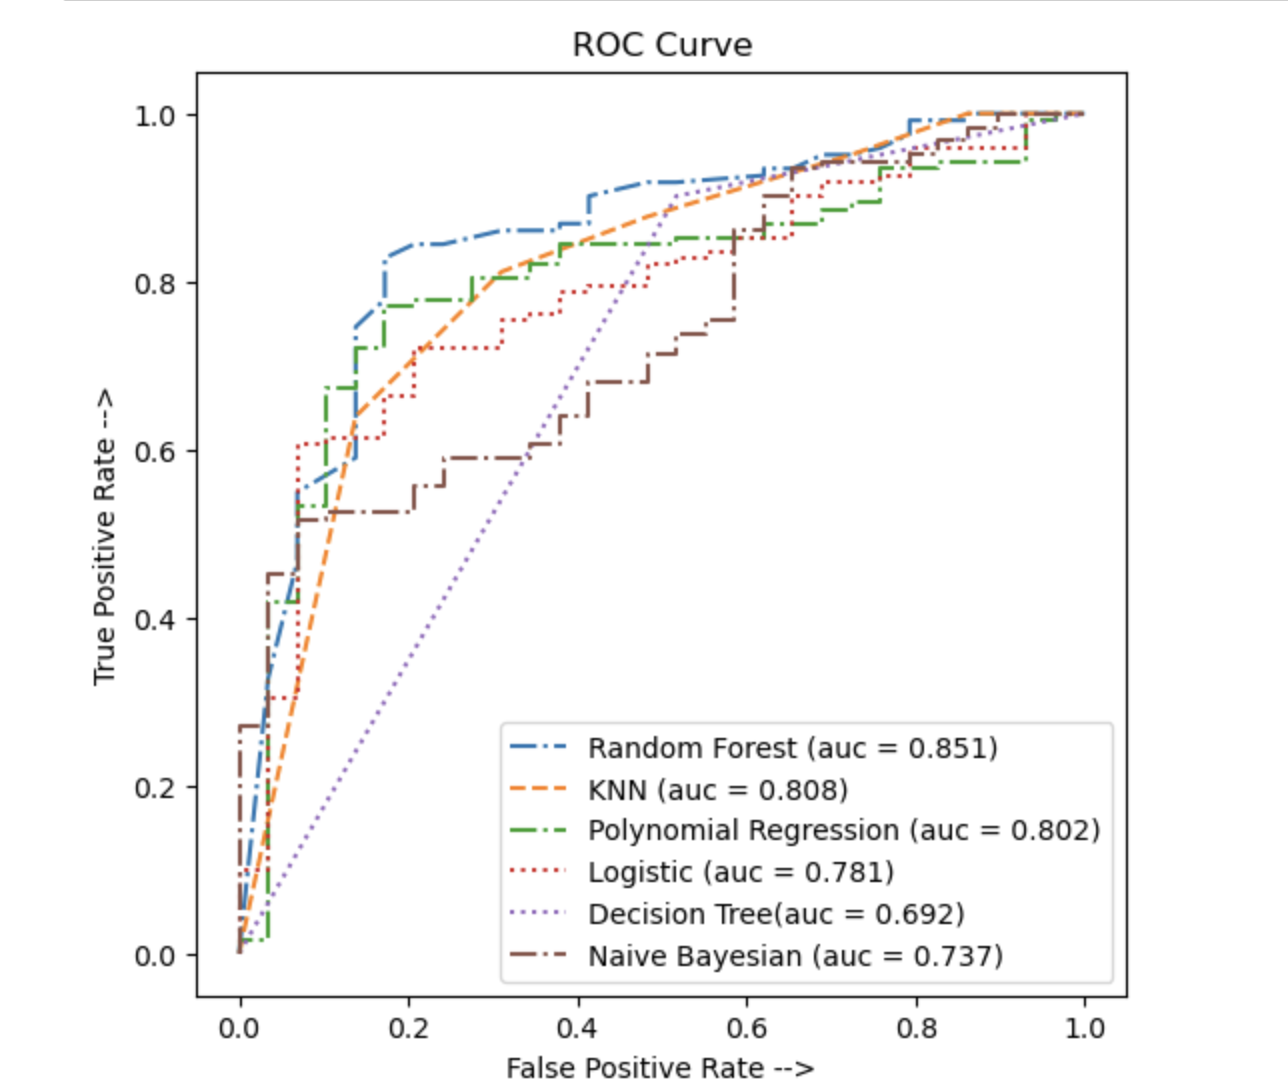 ROC Curve
1.0
0.8
0.6
0.4
0.2
0.0
True Positive Rate -->
Random Forest (auc = 0.851)
KNN (auc = 0.808)
Polynomial Regression (auc = 0.802)
Logistic (auc = 0.781)
Decision Tree(auc = 0.692)
Naive Bayesian (auc = 0.737)
0.0 0.2 0.4 0.6 0.8 1.0
False Positive Rate -->